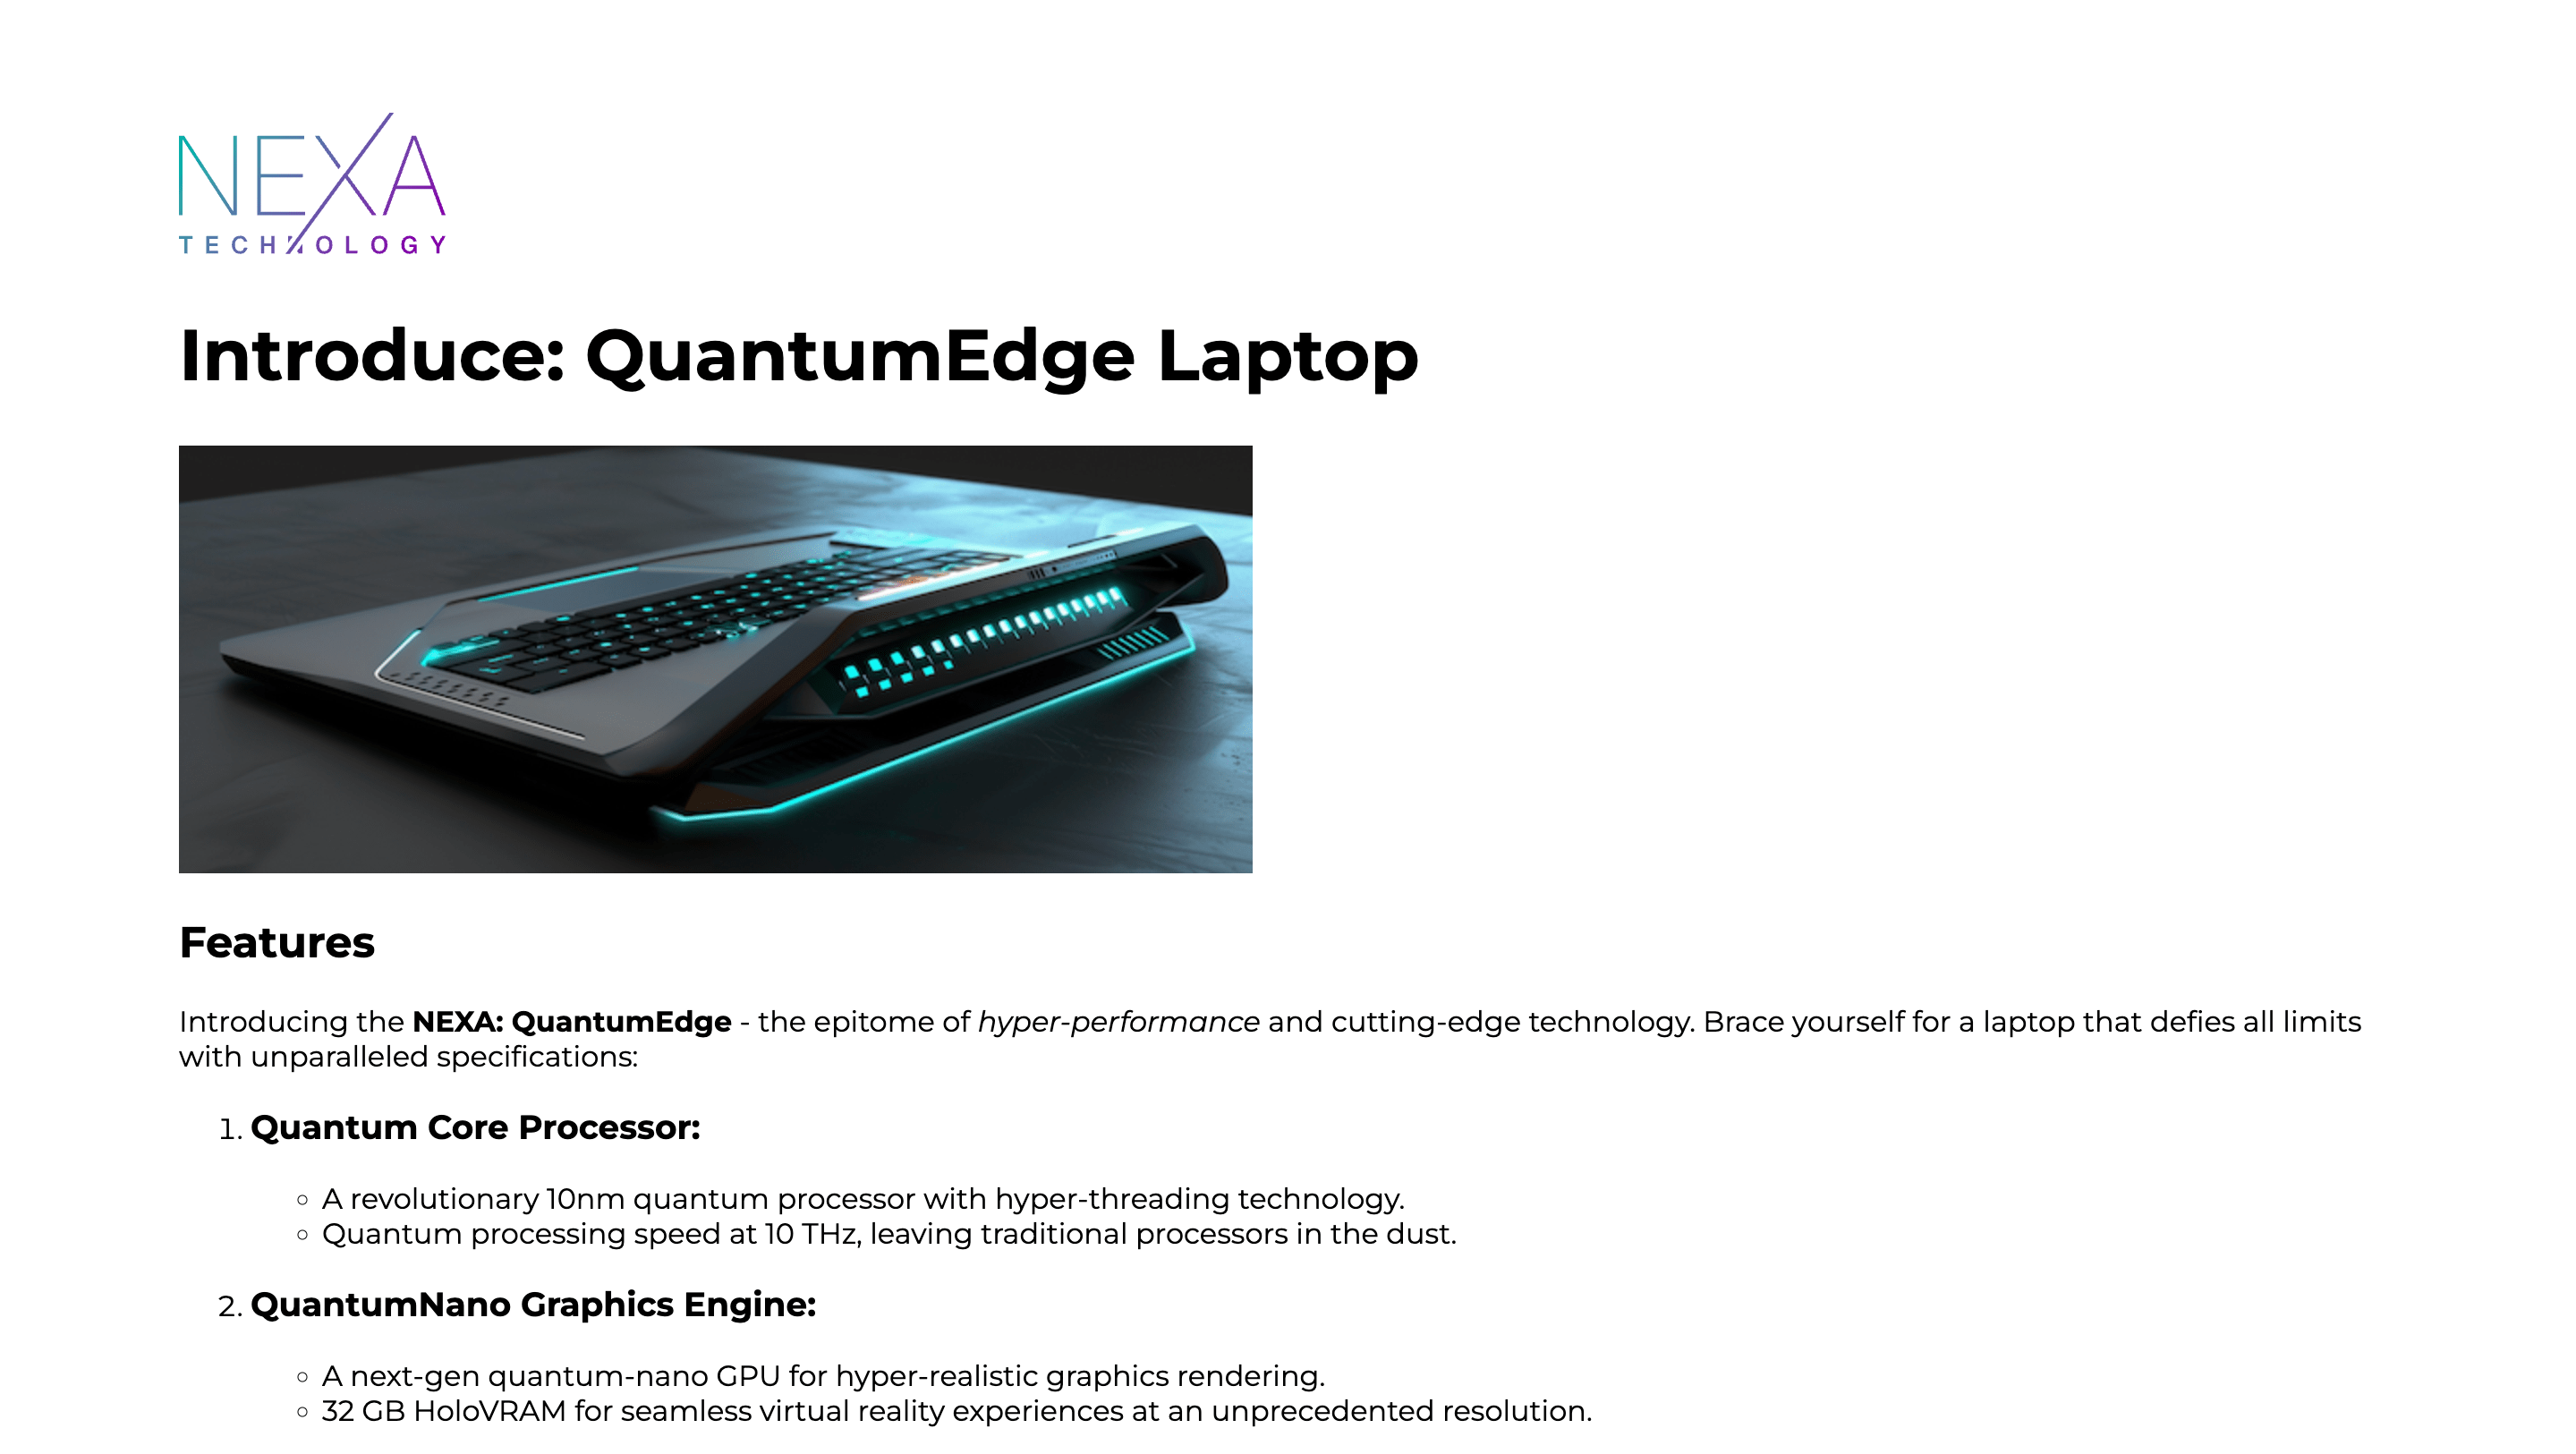 NEXA
TECHNOLOGY
Introduce: QuantumEdge Laptop
Features
Introducing the NEXA: QuantumEdge - the epitome of hyper-performance and cutting-edge technology. Brace yourself for a laptop that defies all limits
with unparalleled specifications:
1. Quantum Core Processor:
A revolutionary 10nm quantum processor with hyper-threading technology.
Quantum processing speed at 10 THz, leaving traditional processors in the dust.
2. QuantumNano Graphics Engine:
A next-gen quantum-nano GPU for hyper-realistic graphics rendering.
32 GB HoloVRAM for seamless virtual reality experiences at an unprecedented resolution.